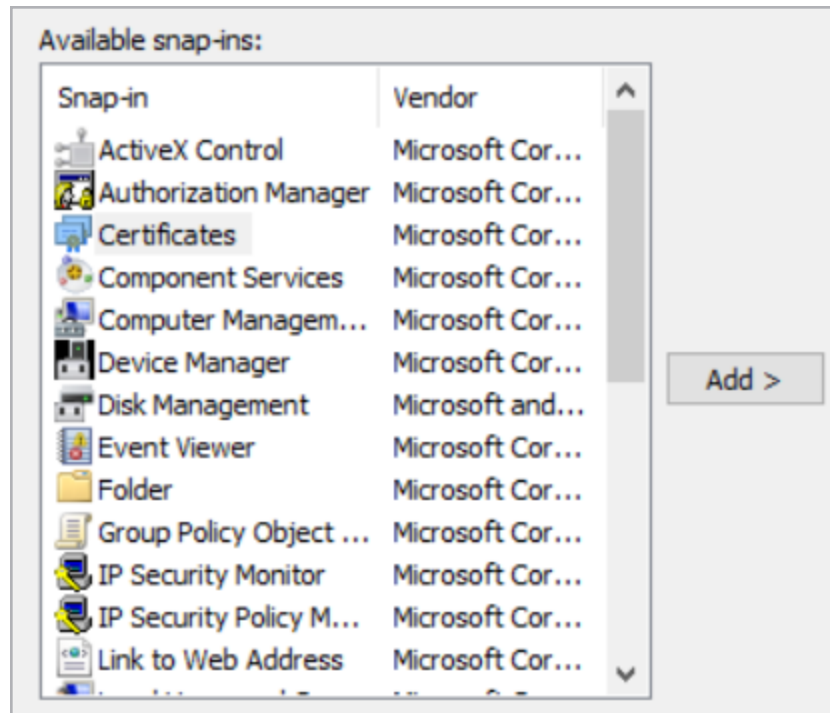 Available snap-ins:
Snap-in Vendor
ActiveX Control Microsoft Cor...
Authorization Manager Microsoft Cor...
Certificates Microsoft Cor...
Component Services Microsoft Cor...
Computer Managem... Microsoft Cor...
Device Manager Microsoft Cor...
Add >
Disk Management Microsoft and...
Event Viewer Microsoft Cor...
Folder Microsoft Cor...
Group Policy Object ... Microsoft Cor...
IP Security Monitor Microsoft Cor...
IP Security Policy M... Microsoft Cor...
Link to Web Address Microsoft Cor...